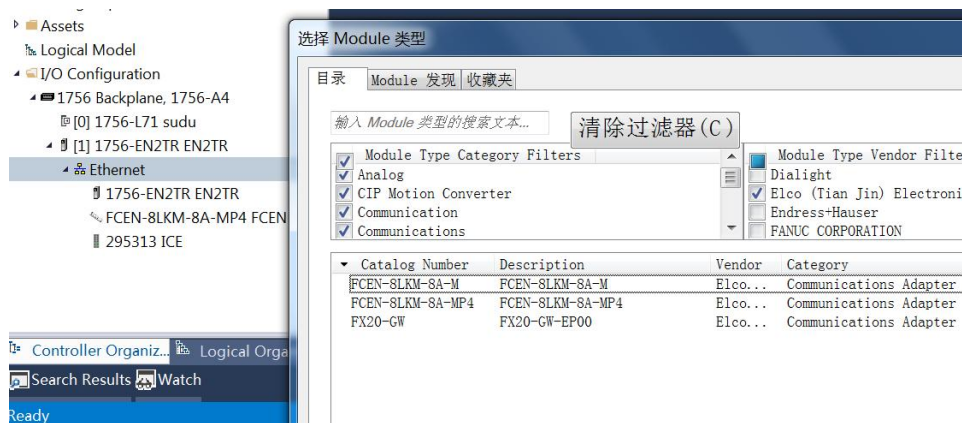 Assets
Logical Model
I/O Configuration
1756 Backplane, 1756-A4
[0] 1756-L71 sudu
[1] 1756-EN2TR EN2TR
Ethernet
1756-EN2TR EN2TR
FCEN-8LKM-8A-MP4 FCEN
295313 ICE
Controller Organiz... Logical Orga
Search Results Watch
Ready
选择 Module 类型
目录 Module 发现 收藏夹
输入 Module 类型的搜索文本... 清除过滤器(C)
Module Type Category Filters
Analog
CIP Motion Converter
Communication
Communications
Module Type Vendor Filte
Dialight
Elco (Tian Jin) Electroni
Endress+Hauser
FANUC CORPORATION
Catalog Number Description Vendor Category
FCEN-8LKM-8A-M FCEN-8LKM-8A-M Elco... Communications Adapter
FCEN-8LKM-8A-MP4 FCEN-8LKM-8A-MP4 Elco... Communications Adapter
FX20-GW FX20-GW-EP00 Elco... Communications Adapter